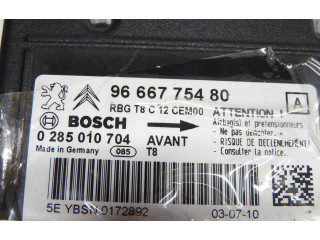 96 667 754 80
RBG T8 C 12 CEM00
ATTENTION !
A
BOSCH
Airbag(s) et pretensionneurs
- Ne pas démonter.
0 285 010 704
AVANT
RISQUE DE DECLENCHEMENT!
Made in Germany
085
T8
Consulter la notice.
5E YBSN 0172892
03-07-10